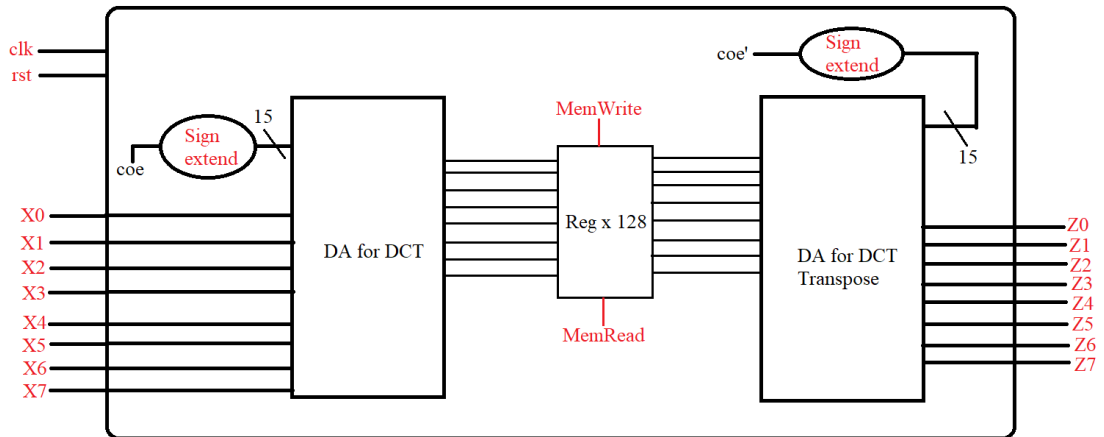 clk
rst
coe'
Sign
extend
MemWrite
15
Sign
extend
coe
15
X0
X1
X2
X3
X4
X5
X6
X7
DA for DCT
Reg x 128
MemRead
DA for DCT
Transpose
Z0
Z1
Z2
Z3
Z4
Z5
Z6
Z7